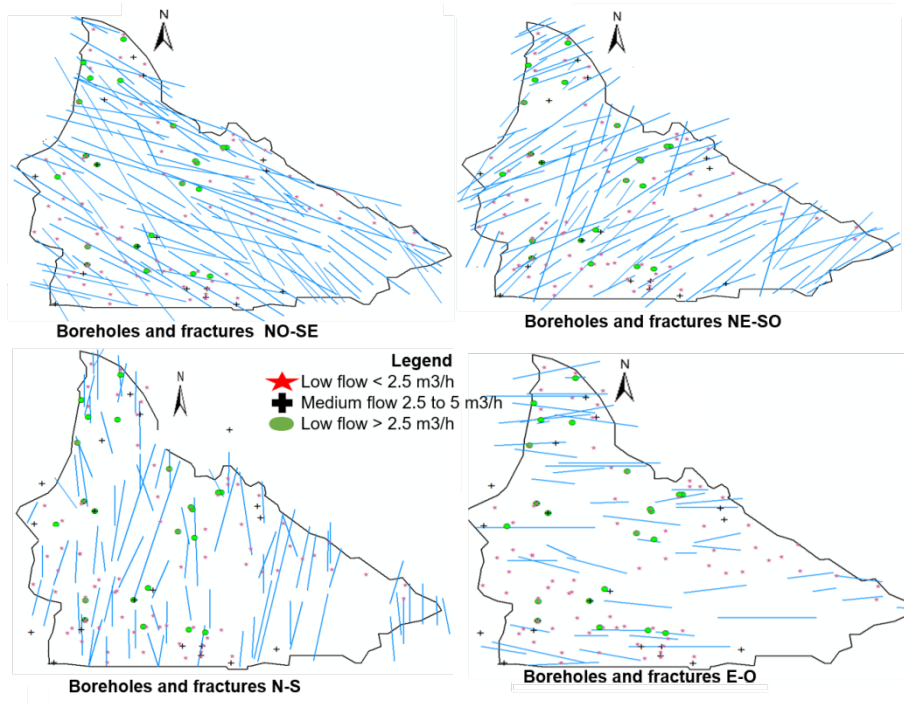 N
N
Boreholes and fractures NO-SE
Boreholes and fractures NE-SO
Legend
Low flow < 2.5 m3/h
Medium flow 2.5 to 5 m3/h
Low flow > 2.5 m3/h
N
N
Boreholes and fractures N-S
Boreholes and fractures E-O